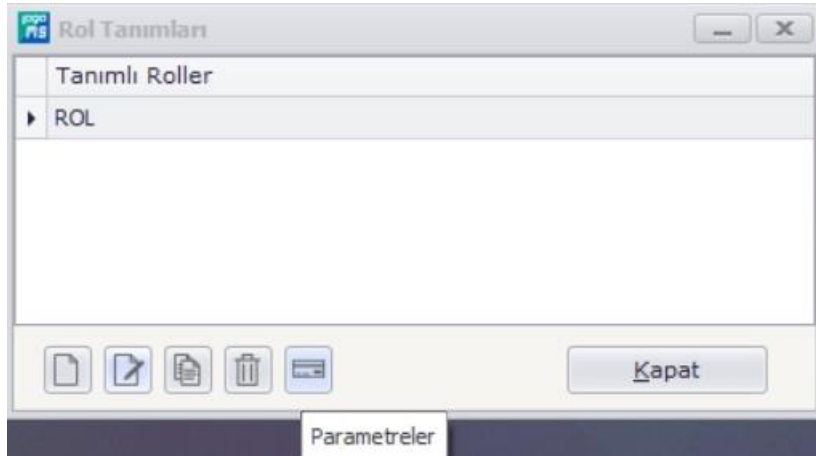 Rol Tanımları
Tanımlı Roller
ROL
Kapat
Parametreler